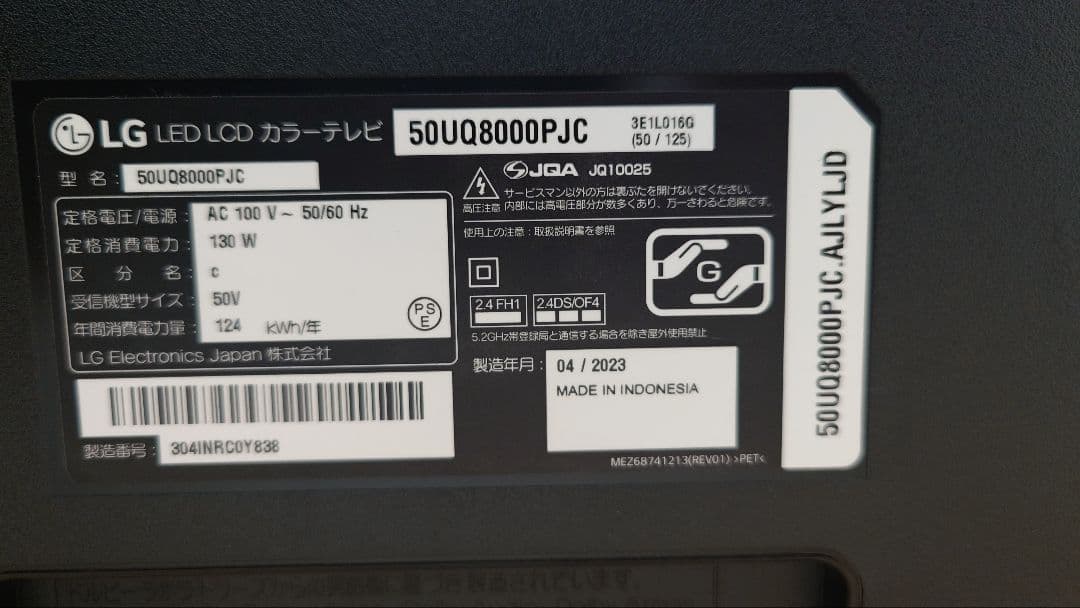 LG LED LCD カラーテレビ 50UQ8000PJC 3E1L016G
(50 / 125)
型 名 : 50UQ8000PJC
定格電圧/電源 : AC 100 V ~ 50/60 Hz
定格消費電力 : 130 W
区 分 名 : c
受信機型サイズ : 50V
年間消費電力量 : 124 kWh/年
PS
E
LG Electronics Japan 株式会社
製造番号 : 304INRC0Y838
JQA JQ10025
高圧注意
サービスマン以外の方は裏ぶたを開けないでください。
内部には高電圧部分が数多くあり、万一さわると危険です。
使用上の注意 : 取扱説明書を参照
G
2.4 FH1 2.4DS/OF4
5.2GHz帯登録局と通信する場合を除き屋外使用禁止
製造年月 : 04 / 2023
MADE IN INDONESIA
MEZ68741213(REV01) >PET<
50UQ8000PJC.AJLYLJD